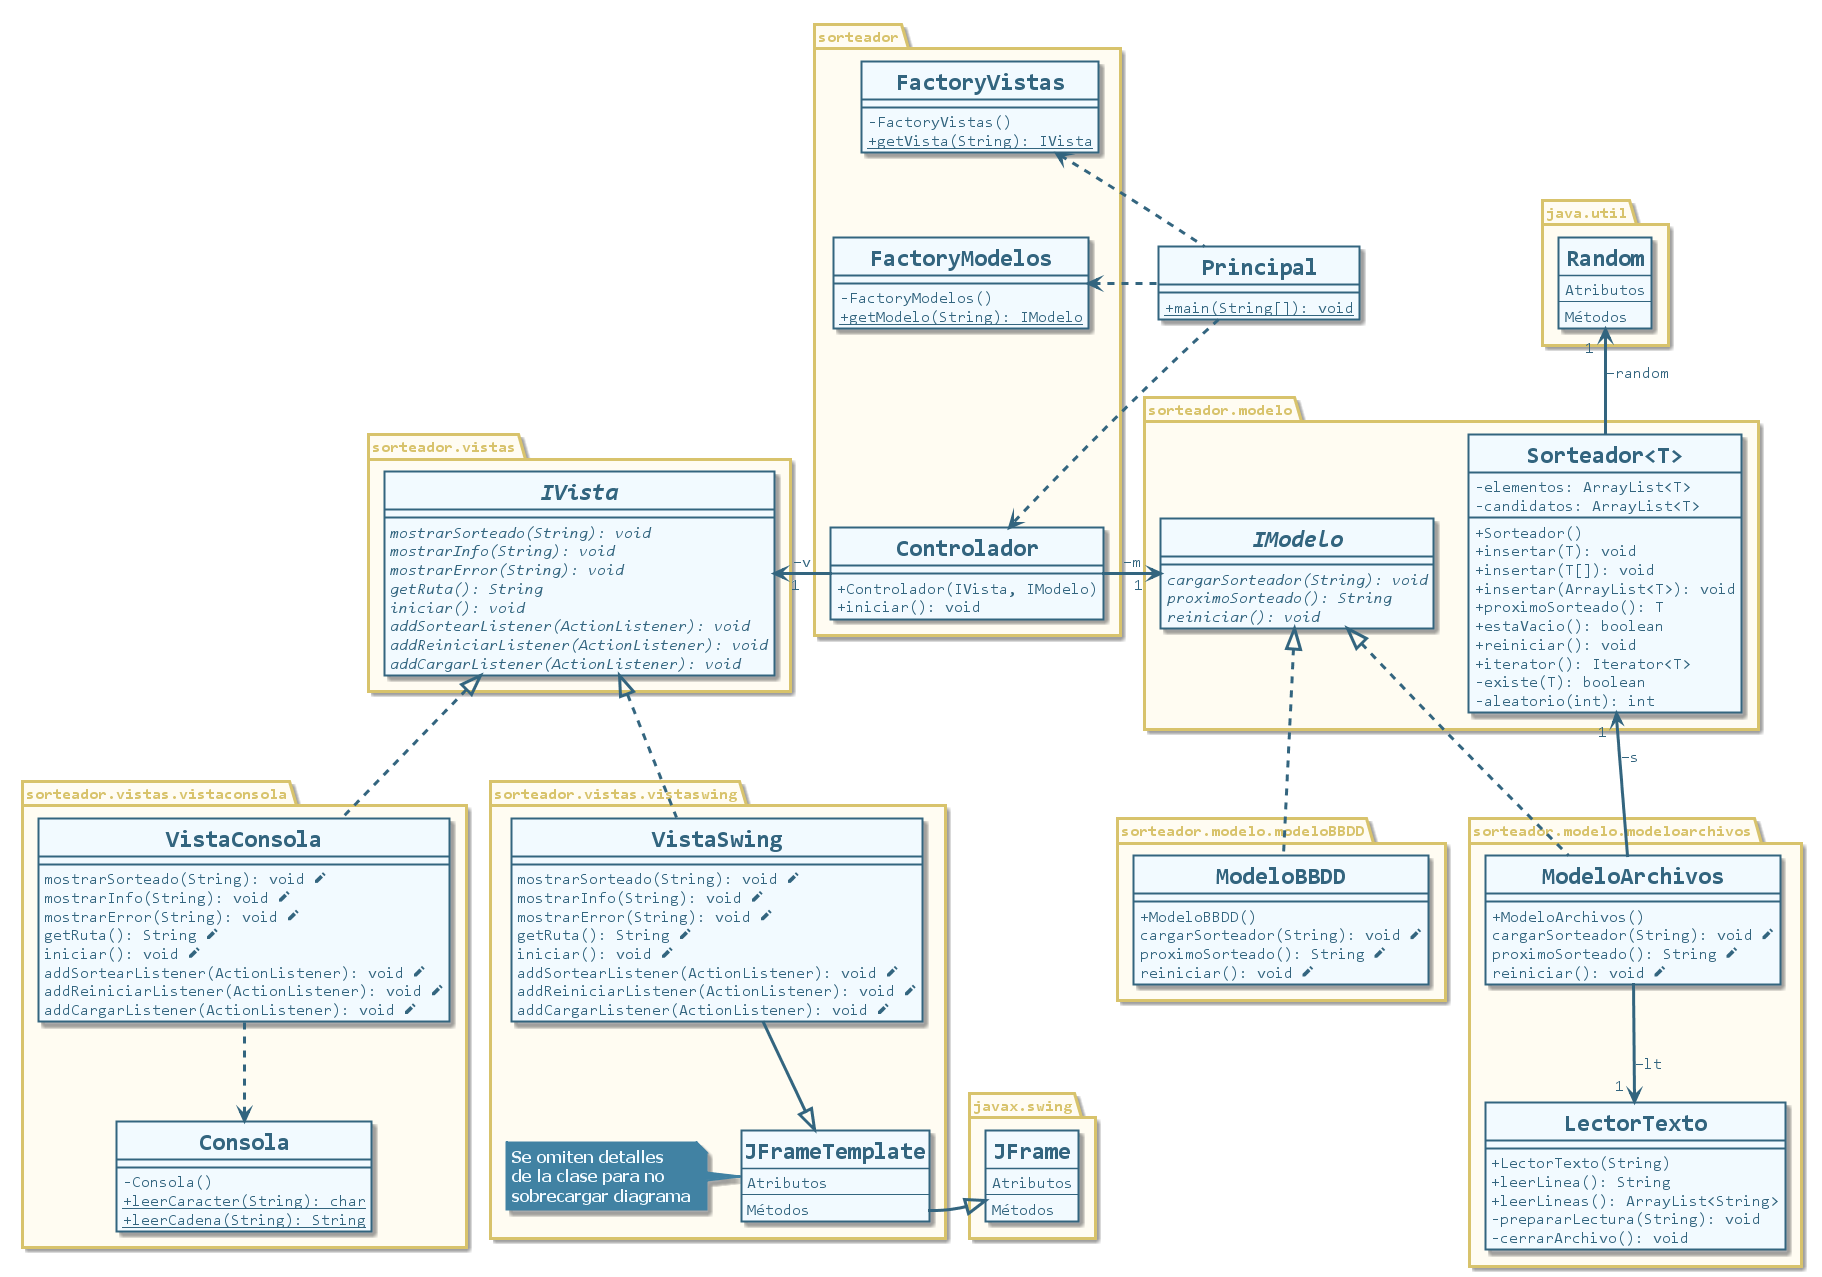 sorteador
FactoryVistas
-FactoryVistas()
+getVista(String): IVista
FactoryModelos
-FactoryModelos()
+getModelo(String): IModelo
Principal
+main(String[]): void
java.util
Random
Atributos
Métodos
1
-random
sorteador.vistas
IVista
mostrarSorteado(String): void
mostrarInfo(String): void
mostrarError(String): void
getRuta(): String
iniciar(): void
addSortearListener(ActionListener): void
addReiniciarListener(ActionListener): void
addCargarListener(ActionListener): void
-v
1
Controlador
+Controlador(IVista, IModelo)
+iniciar(): void
-m
1
sorteador.modelo
IModelo
cargarSorteador(String): void
proximoSorteado(): String
reiniciar(): void
Sorteador<T>
-elementos: ArrayList<T>
-candidatos: ArrayList<T>
+Sorteador()
+insertar(T): void
+insertar(T[]): void
+insertar(ArrayList<T>): void
+proximoSorteado(): T
+estaVacio(): boolean
+reiniciar(): void
+iterator(): Iterator<T>
-existe(T): boolean
-aleatorio(int): int
1
-s
sorteador.vistas.vistaconsola
VistaConsola
mostrarSorteado(String): void
mostrarInfo(String): void
mostrarError(String): void
getRuta(): String
iniciar(): void
addSortearListener(ActionListener): void
addReiniciarListener(ActionListener): void
addCargarListener(ActionListener): void
Consola
-Consola()
+leerCaracter(String): char
+leerCadena(String): String
sorteador.vistas.vistaswing
VistaSwing
mostrarSorteado(String): void
mostrarInfo(String): void
mostrarError(String): void
getRuta(): String
iniciar(): void
addSortearListener(ActionListener): void
addReiniciarListener(ActionListener): void
addCargarListener(ActionListener): void
Se omiten detalles
de la clase para no
sobrecargar diagrama
JFrameTemplate
Atributos
Métodos
javax.swing
JFrame
Atributos
Métodos
sorteador.modelo.modeloBBDD
ModeloBBDD
+ModeloBBDD()
cargarSorteador(String): void
proximoSorteado(): String
reiniciar(): void
sorteador.modelo.modeloarchivos
ModeloArchivos
+ModeloArchivos()
cargarSorteador(String): void
proximoSorteado(): String
reiniciar(): void
-lt
1
LectorTexto
+LectorTexto(String)
+leerLinea(): String
+leerLineas(): ArrayList<String>
-prepararLectura(String): void
-cerrarArchivo(): void